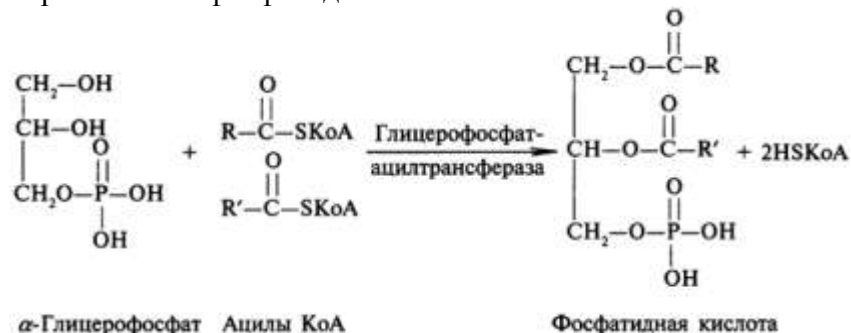 O
||
CH₂—O—C—R
CH₂—OH
CH—OH
O
||
CH₂O—P—OH
|
OH
+
O
||
R—C—SKoA
O
||
R′—C—SKoA
Глицерофосфат-
ацилтрансфераза
O
||
CH—O—C—R′
+ 2HSKoA
O
||
CH₂—O—P—OH
|
OH
α-Глицерофосфат Ацилы КоА Фосфатидная кислота